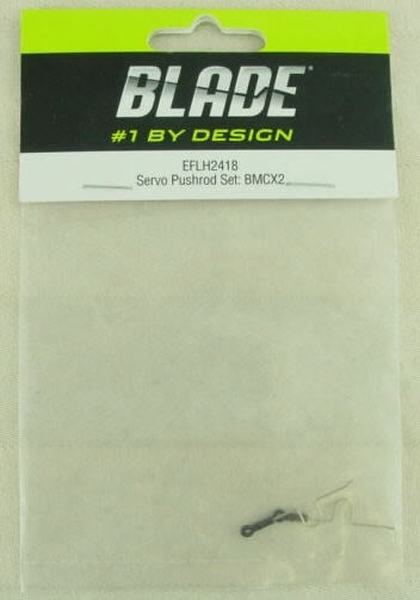 BLADE®
#1 BY DESIGN
EFLH2418
Servo Pushrod Set: BMCX2